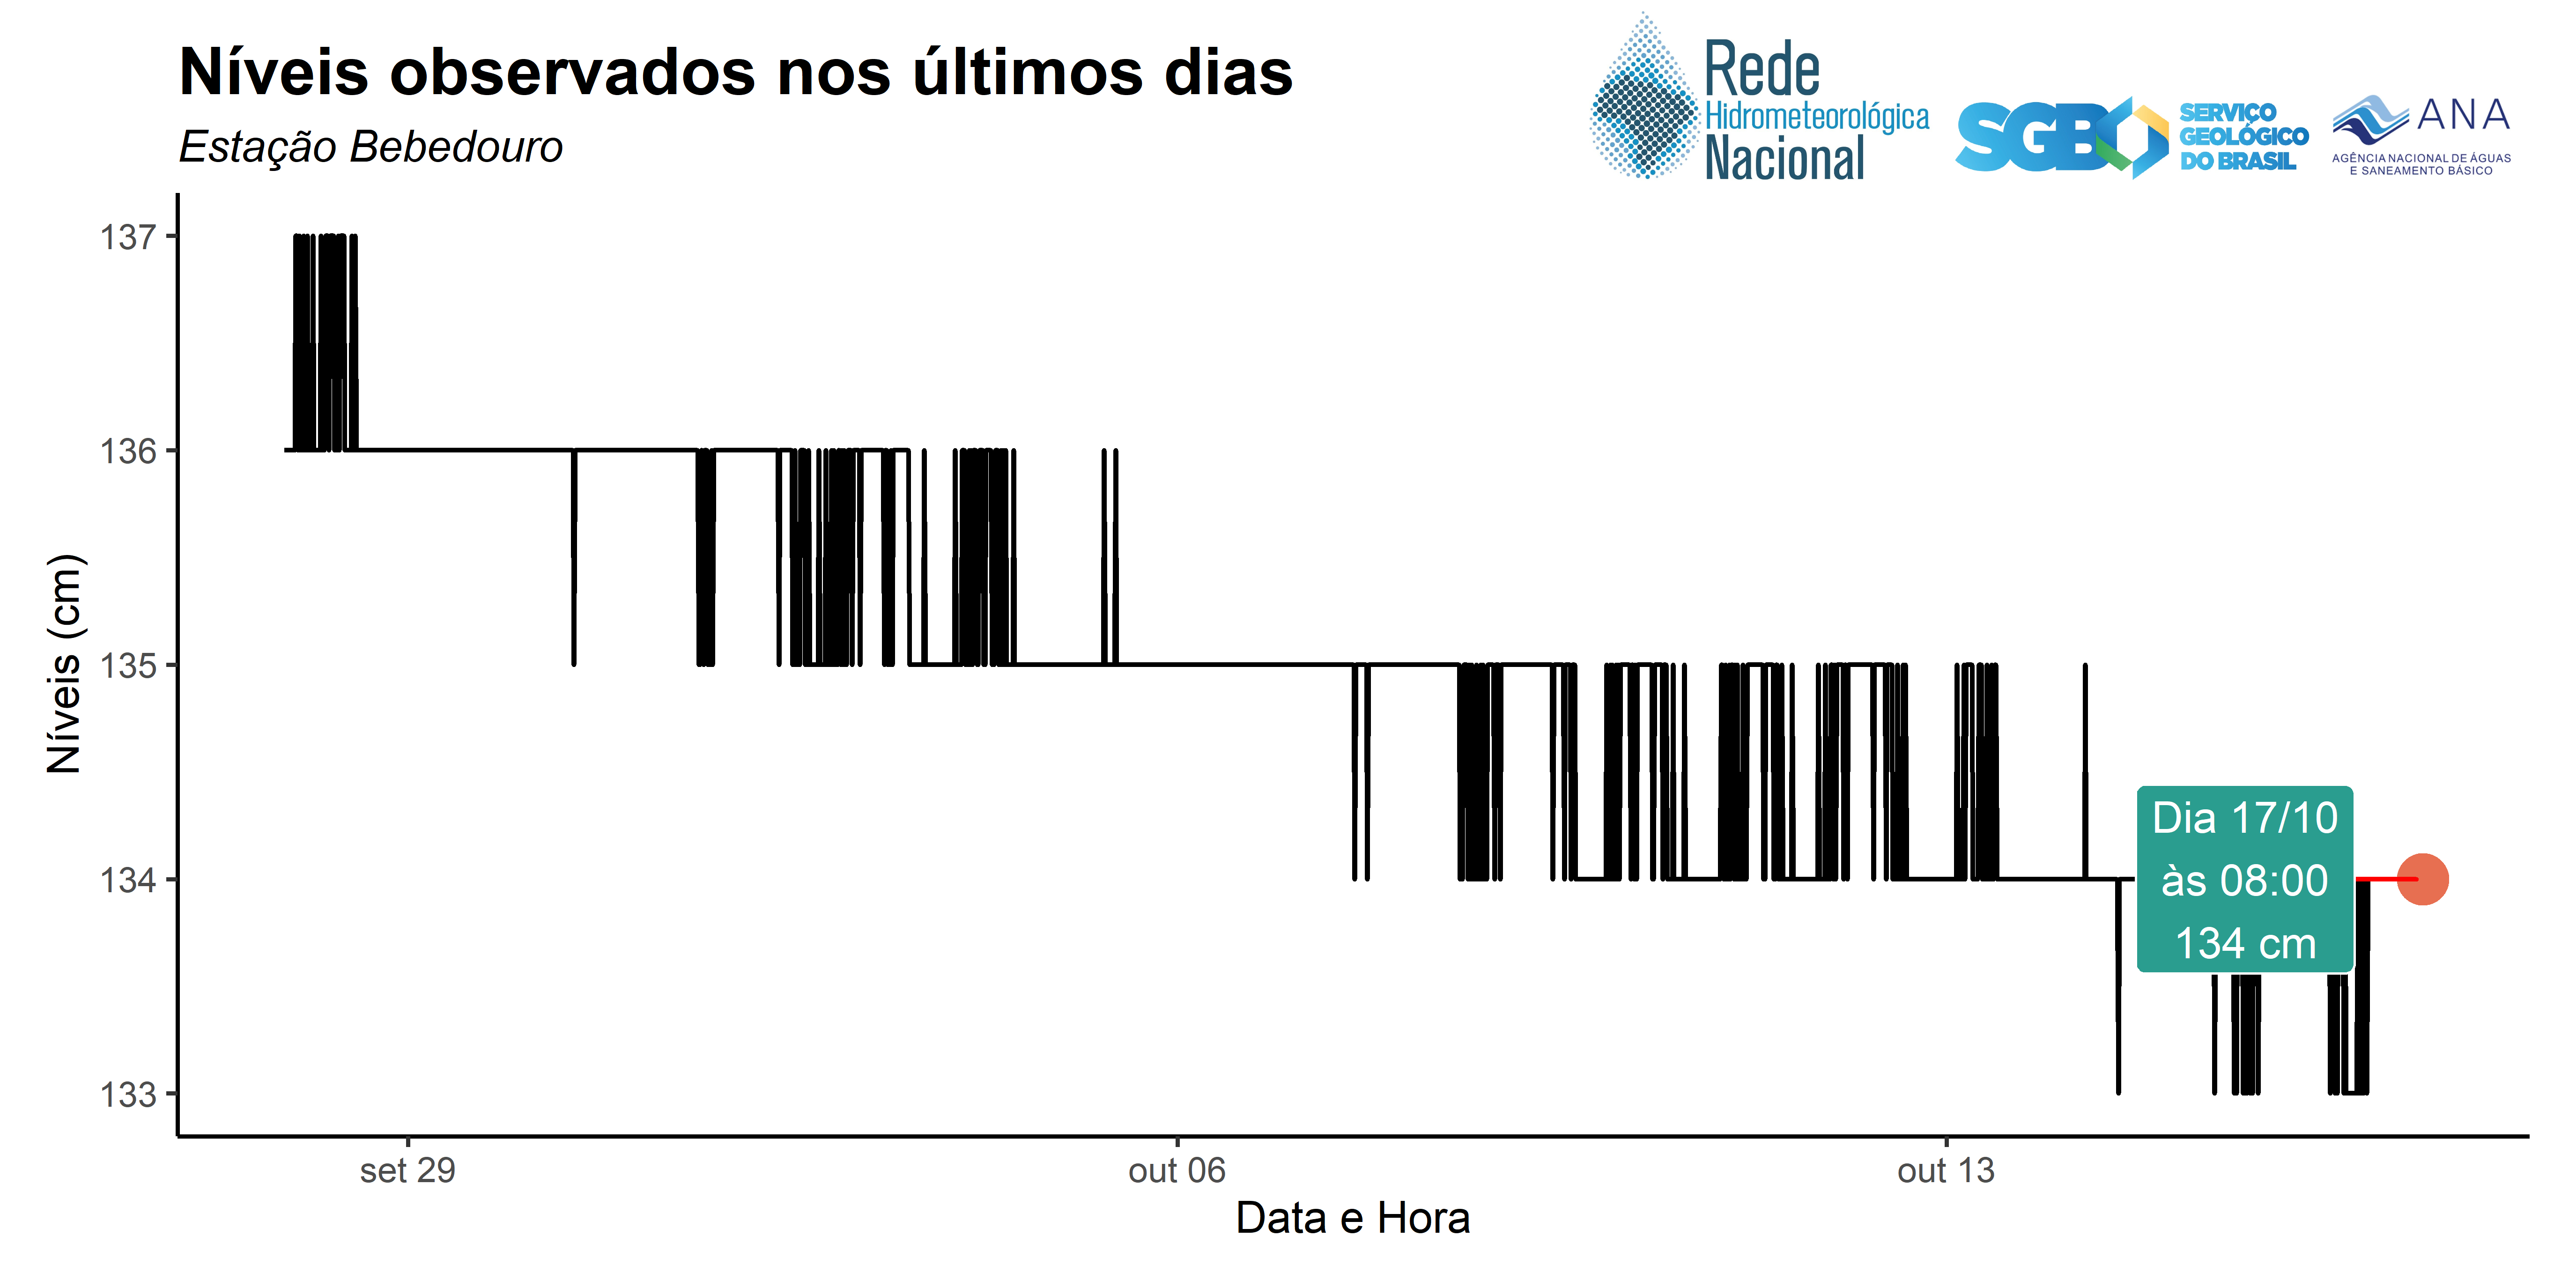 Níveis observados nos últimos dias
Estação Bebedouro
Rede
Hidrometeorológica
Nacional
SGB
SERVIÇO
GEOLÓGICO
DO BRASIL
ANA
AGÊNCIA NACIONAL DE ÁGUAS
E SANEAMENTO BÁSICO
137
136
135
134
133
Níveis (cm)
Dia 17/10
às 08:00
134 cm
set 29
out 06
out 13
Data e Hora